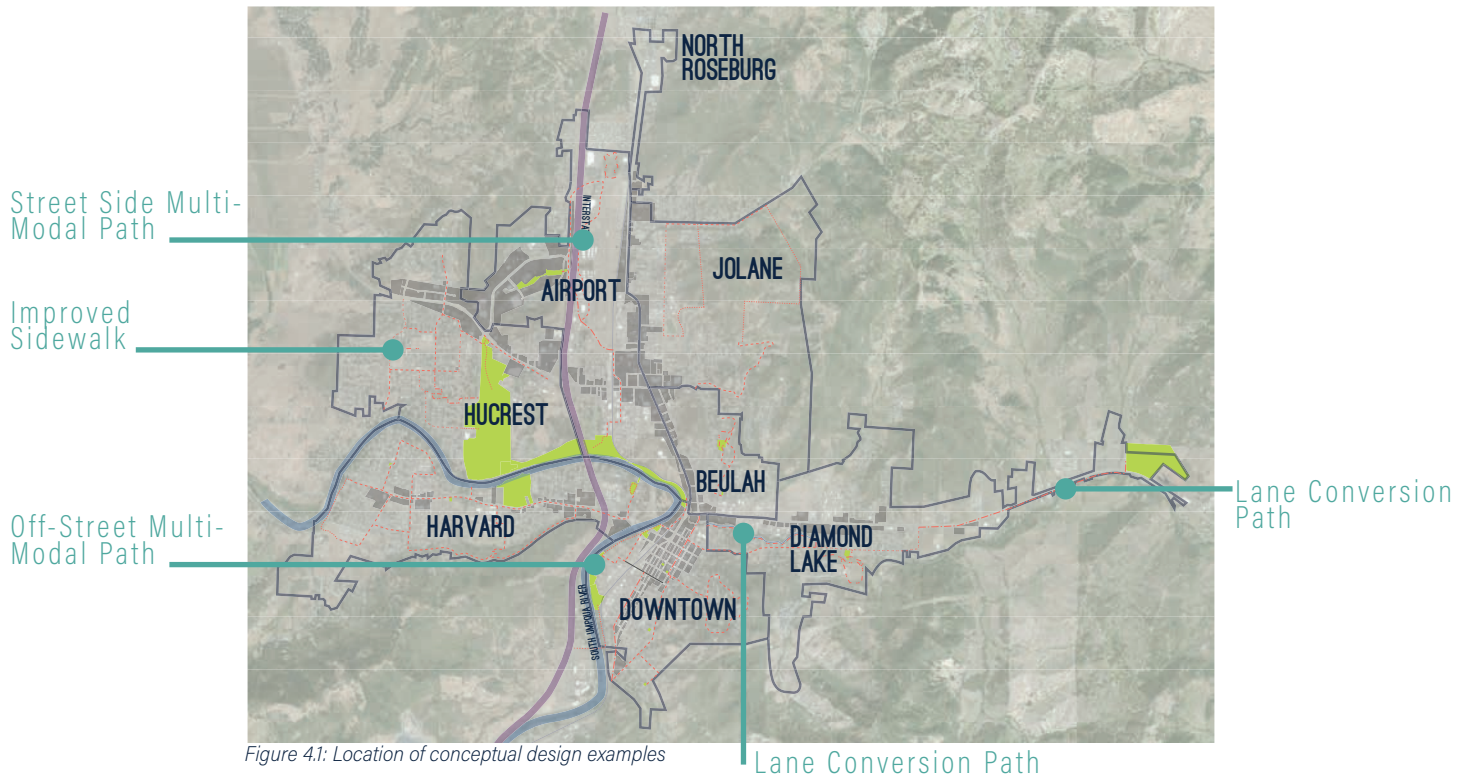 NORTH
ROSEBURG
Street Side Multi-
Modal Path
INTERSTA
JOLANE
AIRPORT
Improved
Sidewalk
HUCREST
BEULAH
Lane Conversion
Path
HARVARD
Off-Street Multi-
Modal Path
DIAMOND
LAKE
DOWNTOWN
SOUTH UMPQUA RIVER
Figure 4.1: Location of conceptual design examples
Lane Conversion Path